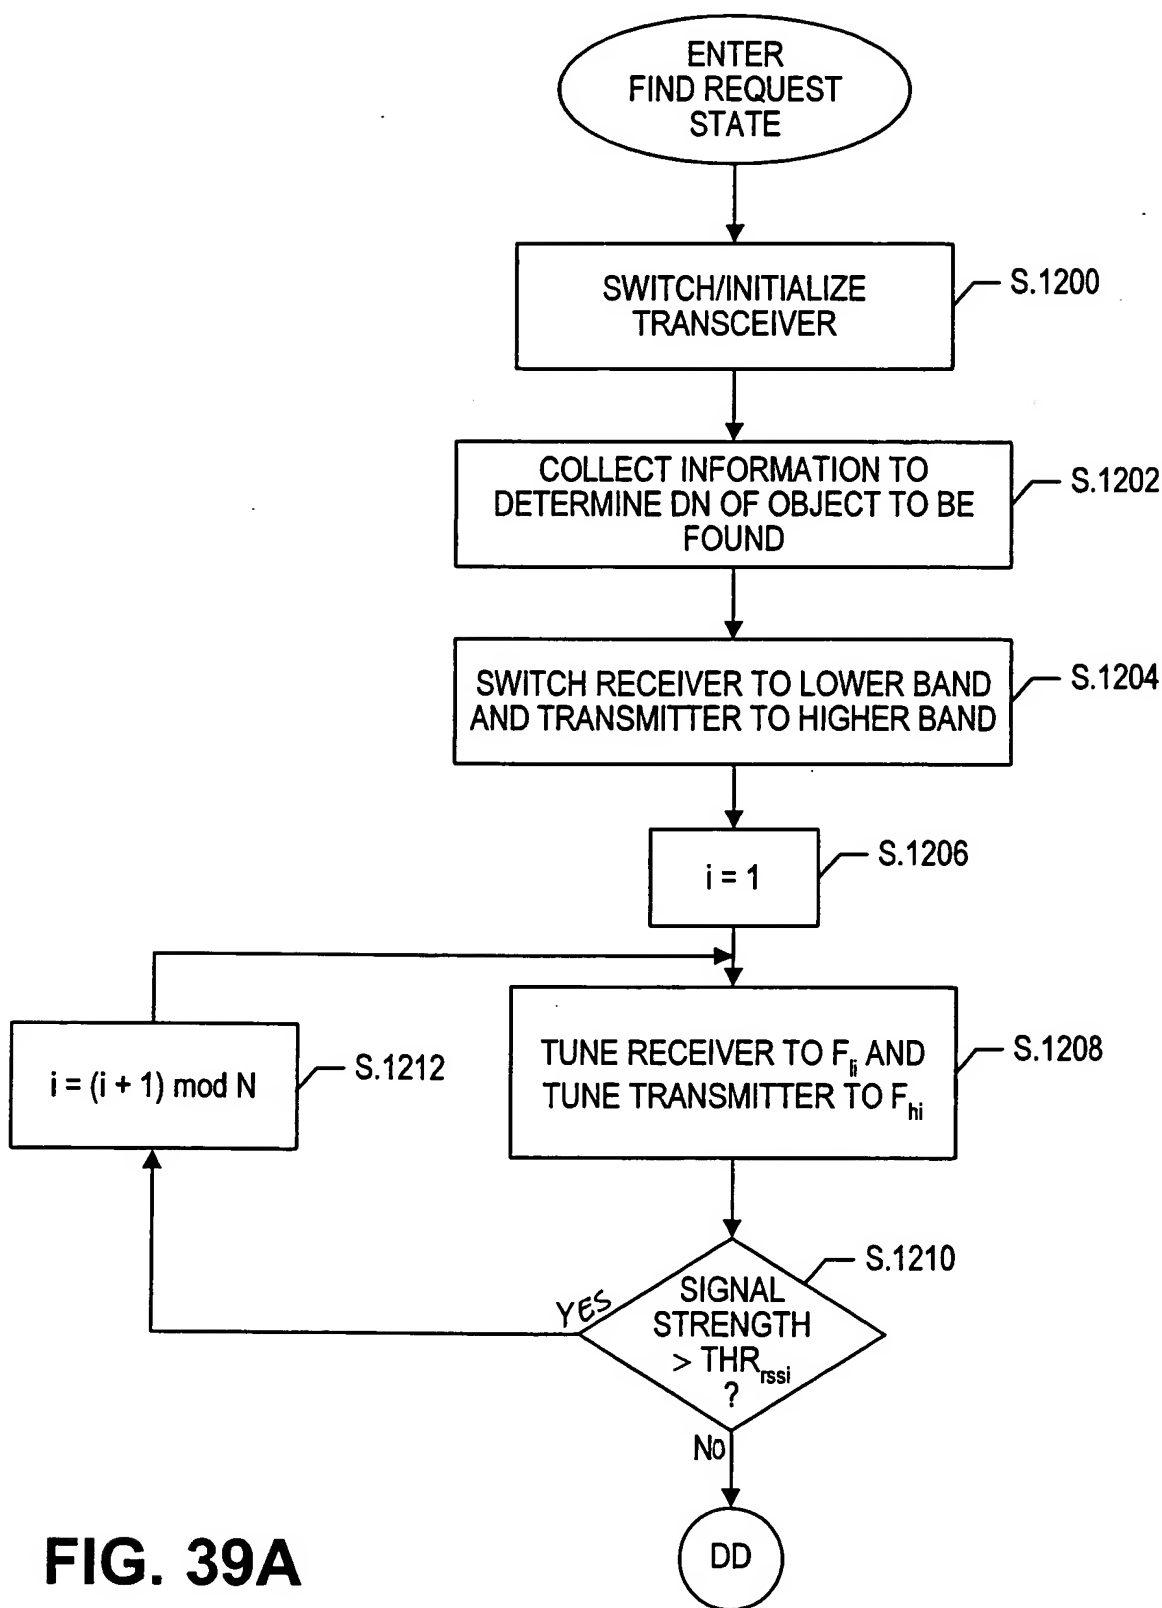 ENTER
FIND REQUEST
STATE
SWITCH/INITIALIZE
TRANSCEIVER
S.1200
COLLECT INFORMATION TO
DETERMINE DN OF OBJECT TO BE
FOUND
S.1202
SWITCH RECEIVER TO LOWER BAND
AND TRANSMITTER TO HIGHER BAND
S.1204
i = 1
S.1206
TUNE RECEIVER TO Fli AND
TUNE TRANSMITTER TO Fhi
S.1208
i = (i + 1) mod N
S.1212
SIGNAL
STRENGTH
> THRrssi
?
S.1210
YES
No
DD
FIG. 39A